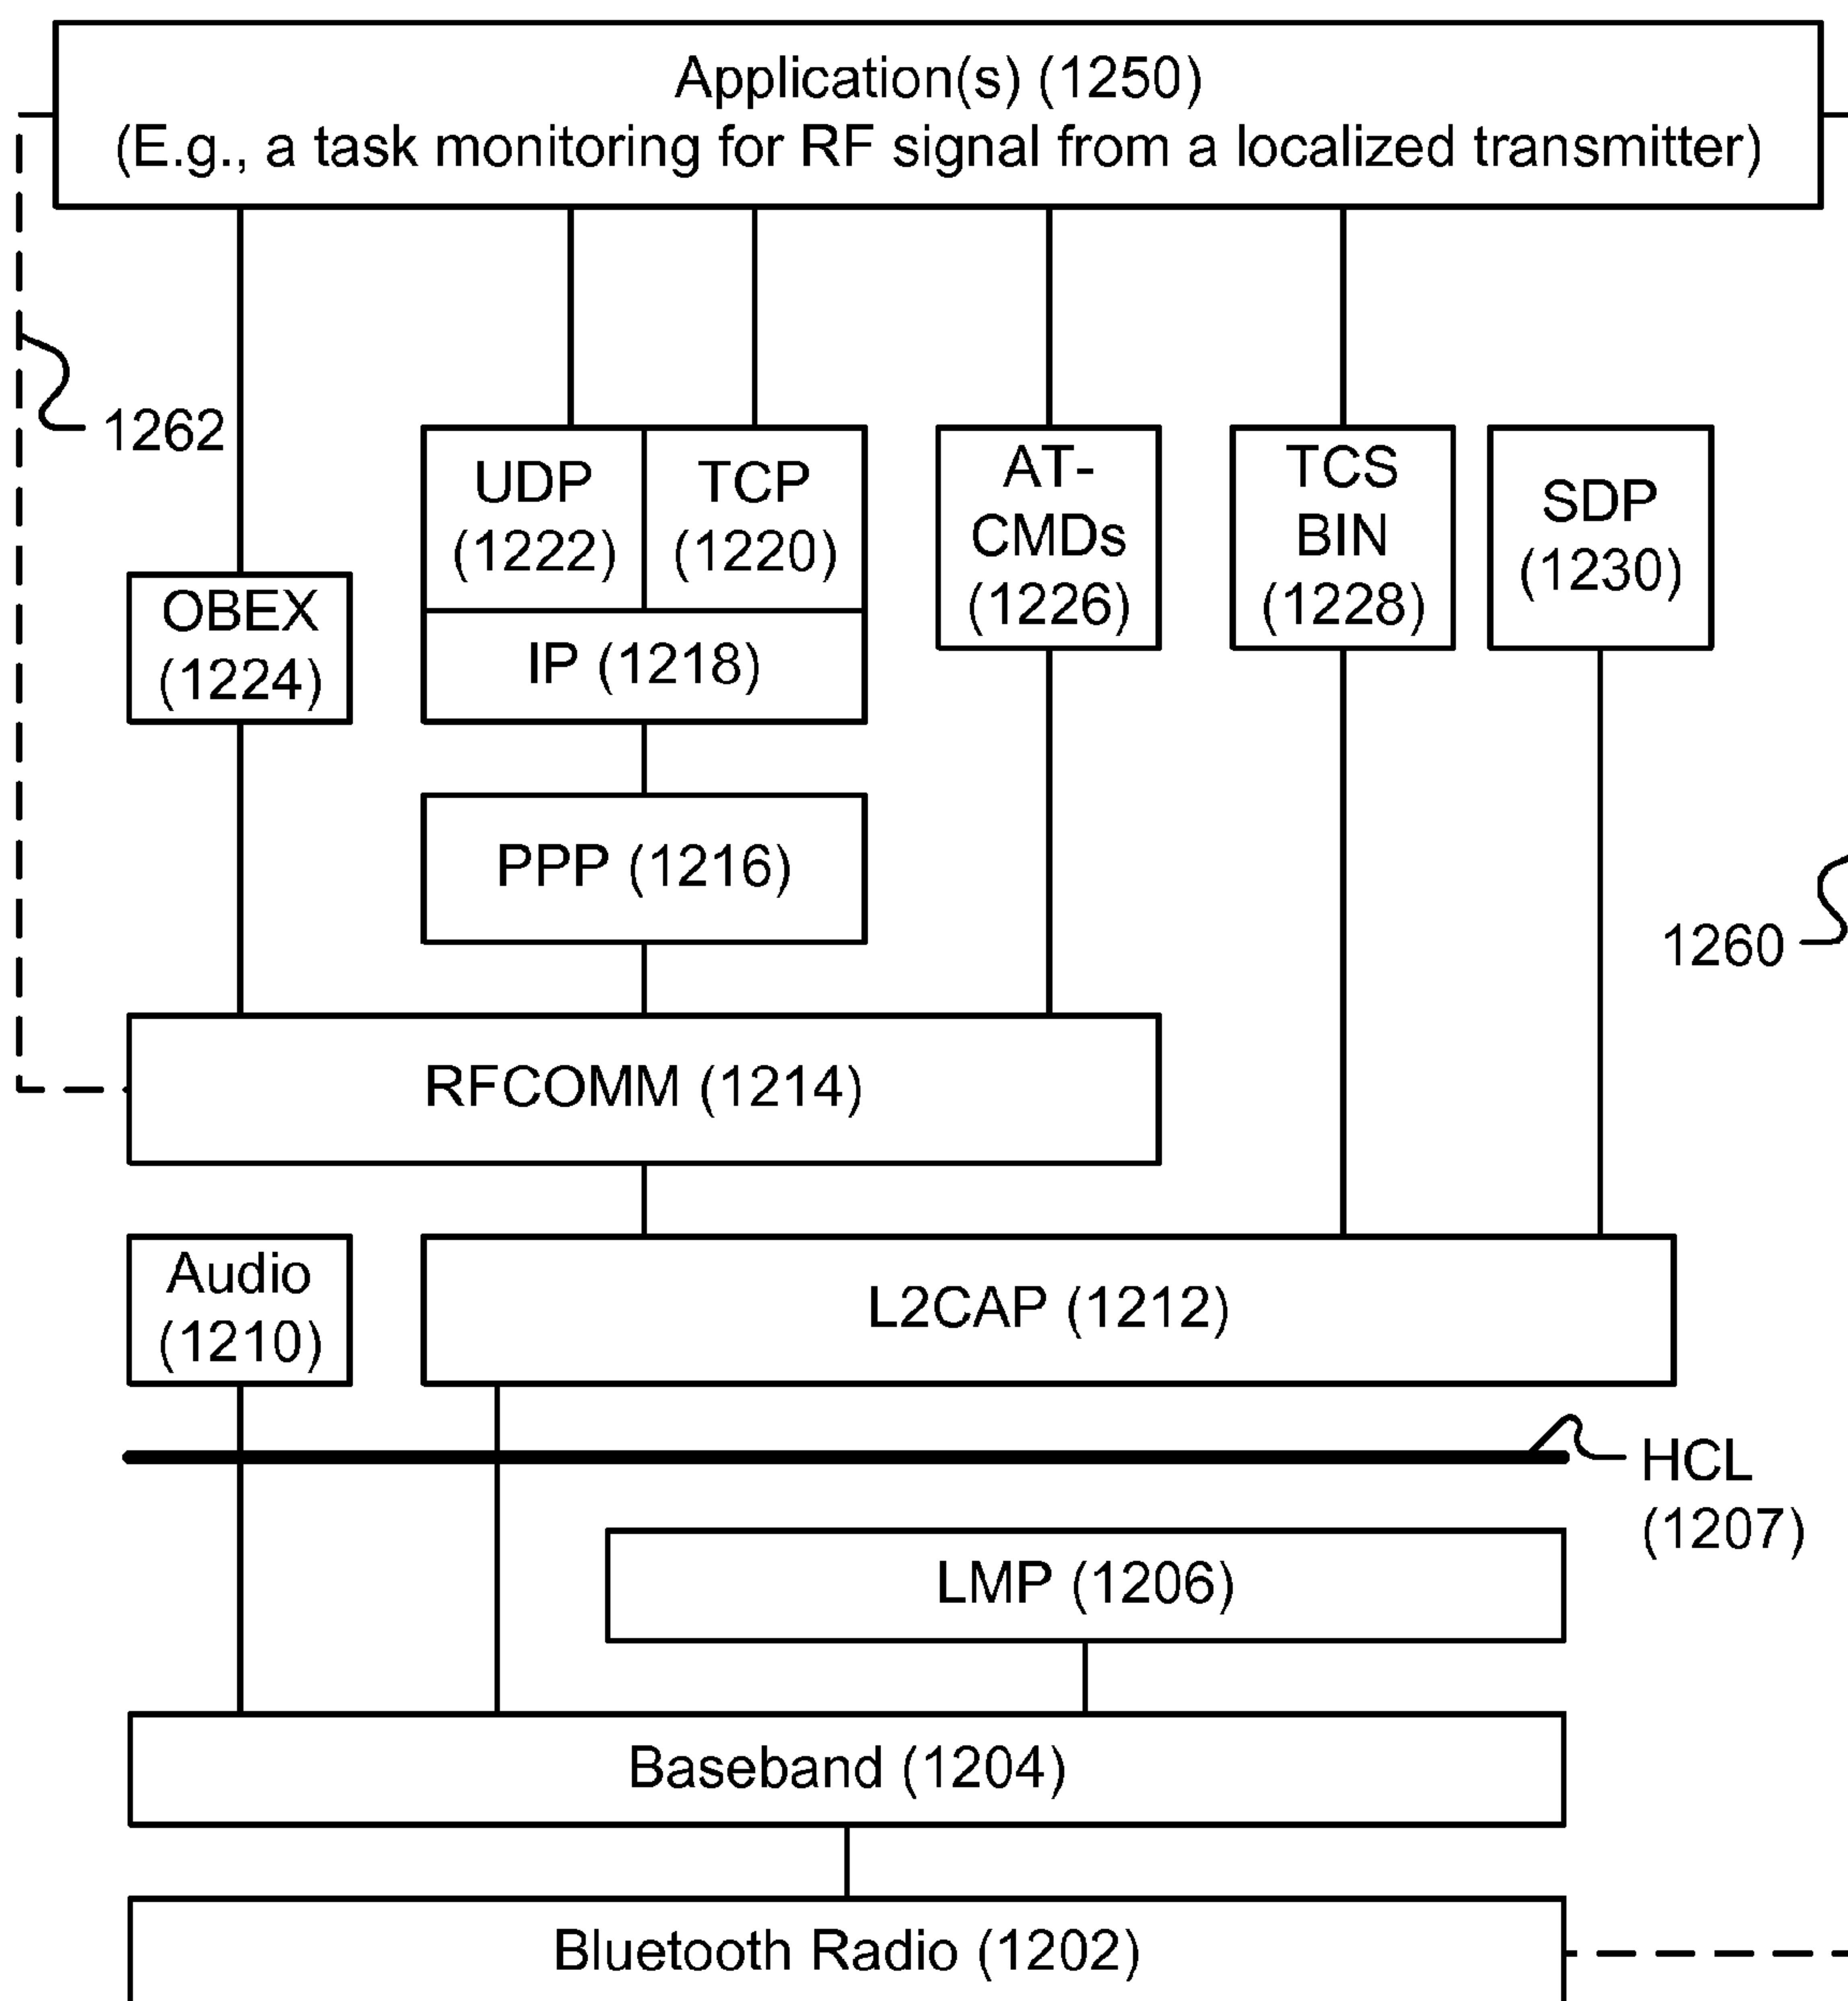 Application(s) (1250)
(E.g., a task monitoring for RF signal from a localized transmitter)
1262
UDP
(1222)
TCP
(1220)
AT-
CMDs
(1226)
TCS
BIN
(1228)
SDP
(1230)
OBEX
(1224)
IP (1218)
PPP (1216)
1260
RFCOMM (1214)
Audio
(1210)
L2CAP (1212)
HCL
(1207)
LMP (1206)
Baseband (1204)
Bluetooth Radio (1202)